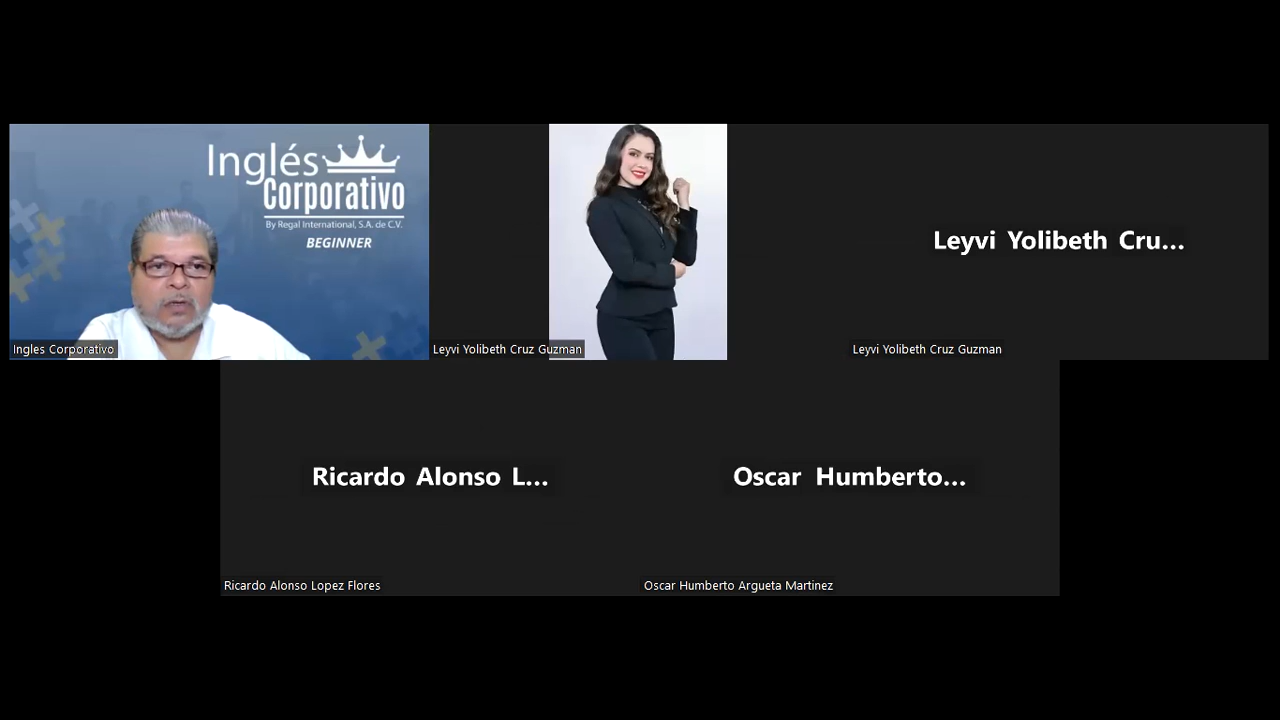 Inglés
Corporativo
By Regal International, S.A. de C.V.
BEGINNER
Ingles Corporativo
Leyvi Yolibeth Cruz Guzman
Leyvi Yolibeth Cru...
Leyvi Yolibeth Cruz Guzman
Ricardo Alonso L...
Ricardo Alonso Lopez Flores
Oscar Humberto...
Oscar Humberto Argueta Martinez